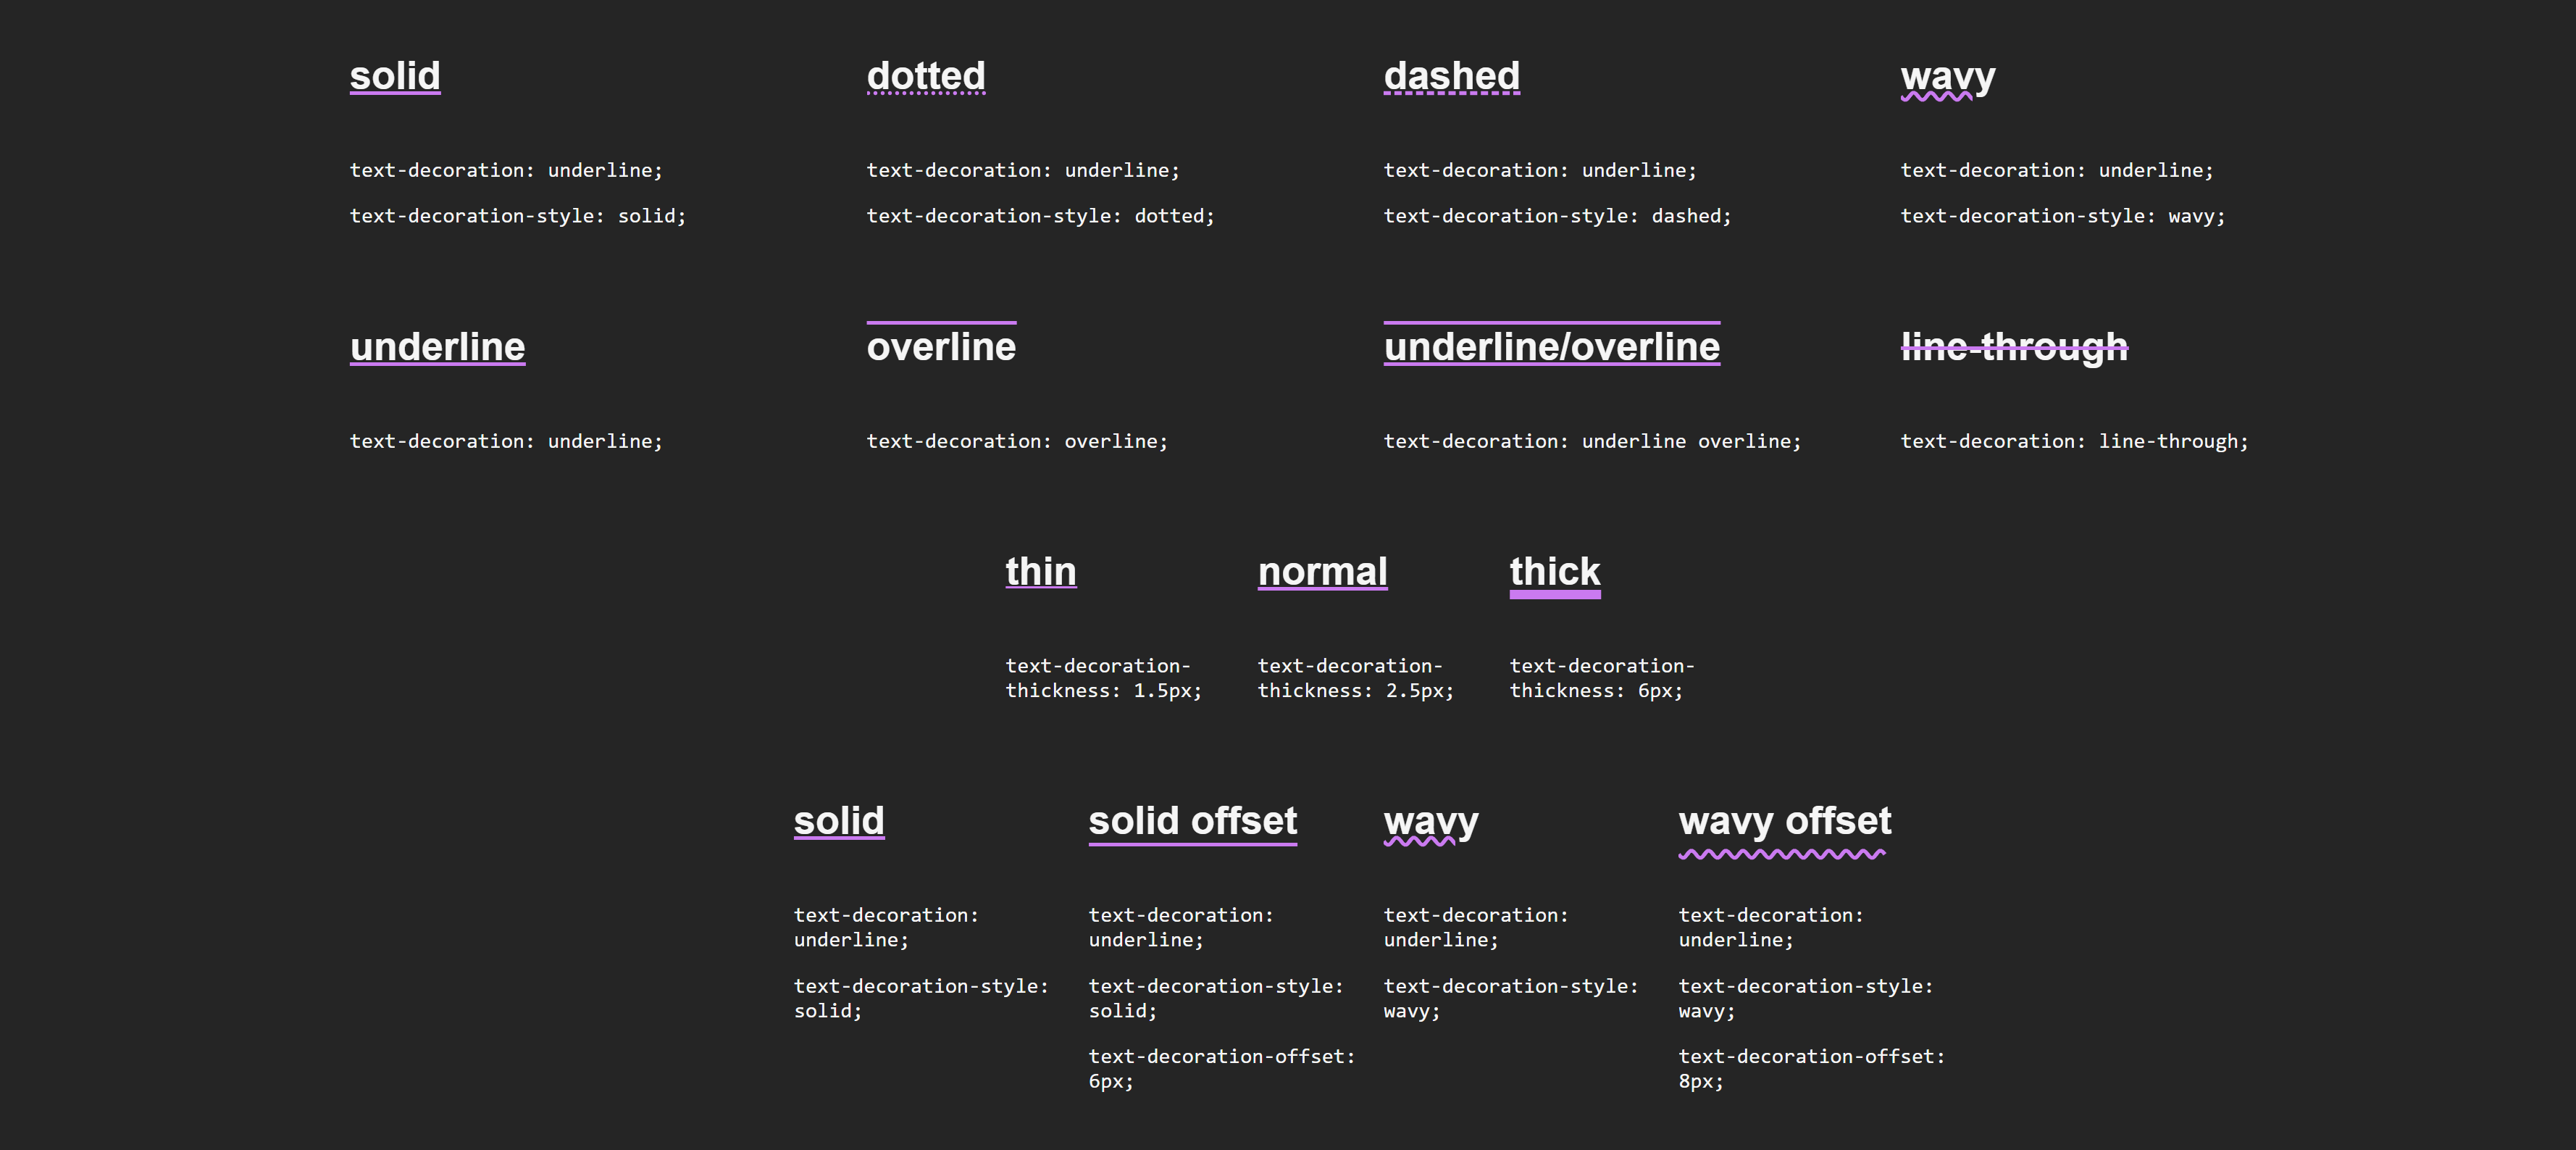 solid
dotted
dashed
wavy
text-decoration: underline;
text-decoration: underline;
text-decoration: underline;
text-decoration: underline;
text-decoration-style: solid;
text-decoration-style: dotted;
text-decoration-style: dashed;
text-decoration-style: wavy;
underline
overline
underline/overline
line-through
text-decoration: underline;
text-decoration: overline;
text-decoration: underline overline;
text-decoration: line-through;
thin
normal
thick
text-decoration-
thickness: 1.5px;
text-decoration-
thickness: 2.5px;
text-decoration-
thickness: 6px;
solid
solid offset
wavy
wavy offset
text-decoration:
underline;
text-decoration-style:
solid;
text-decoration:
underline;
text-decoration-style:
solid;
text-decoration-offset:
6px;
text-decoration:
underline;
text-decoration-style:
wavy;
text-decoration:
underline;
text-decoration-style:
wavy;
text-decoration-offset:
8px;